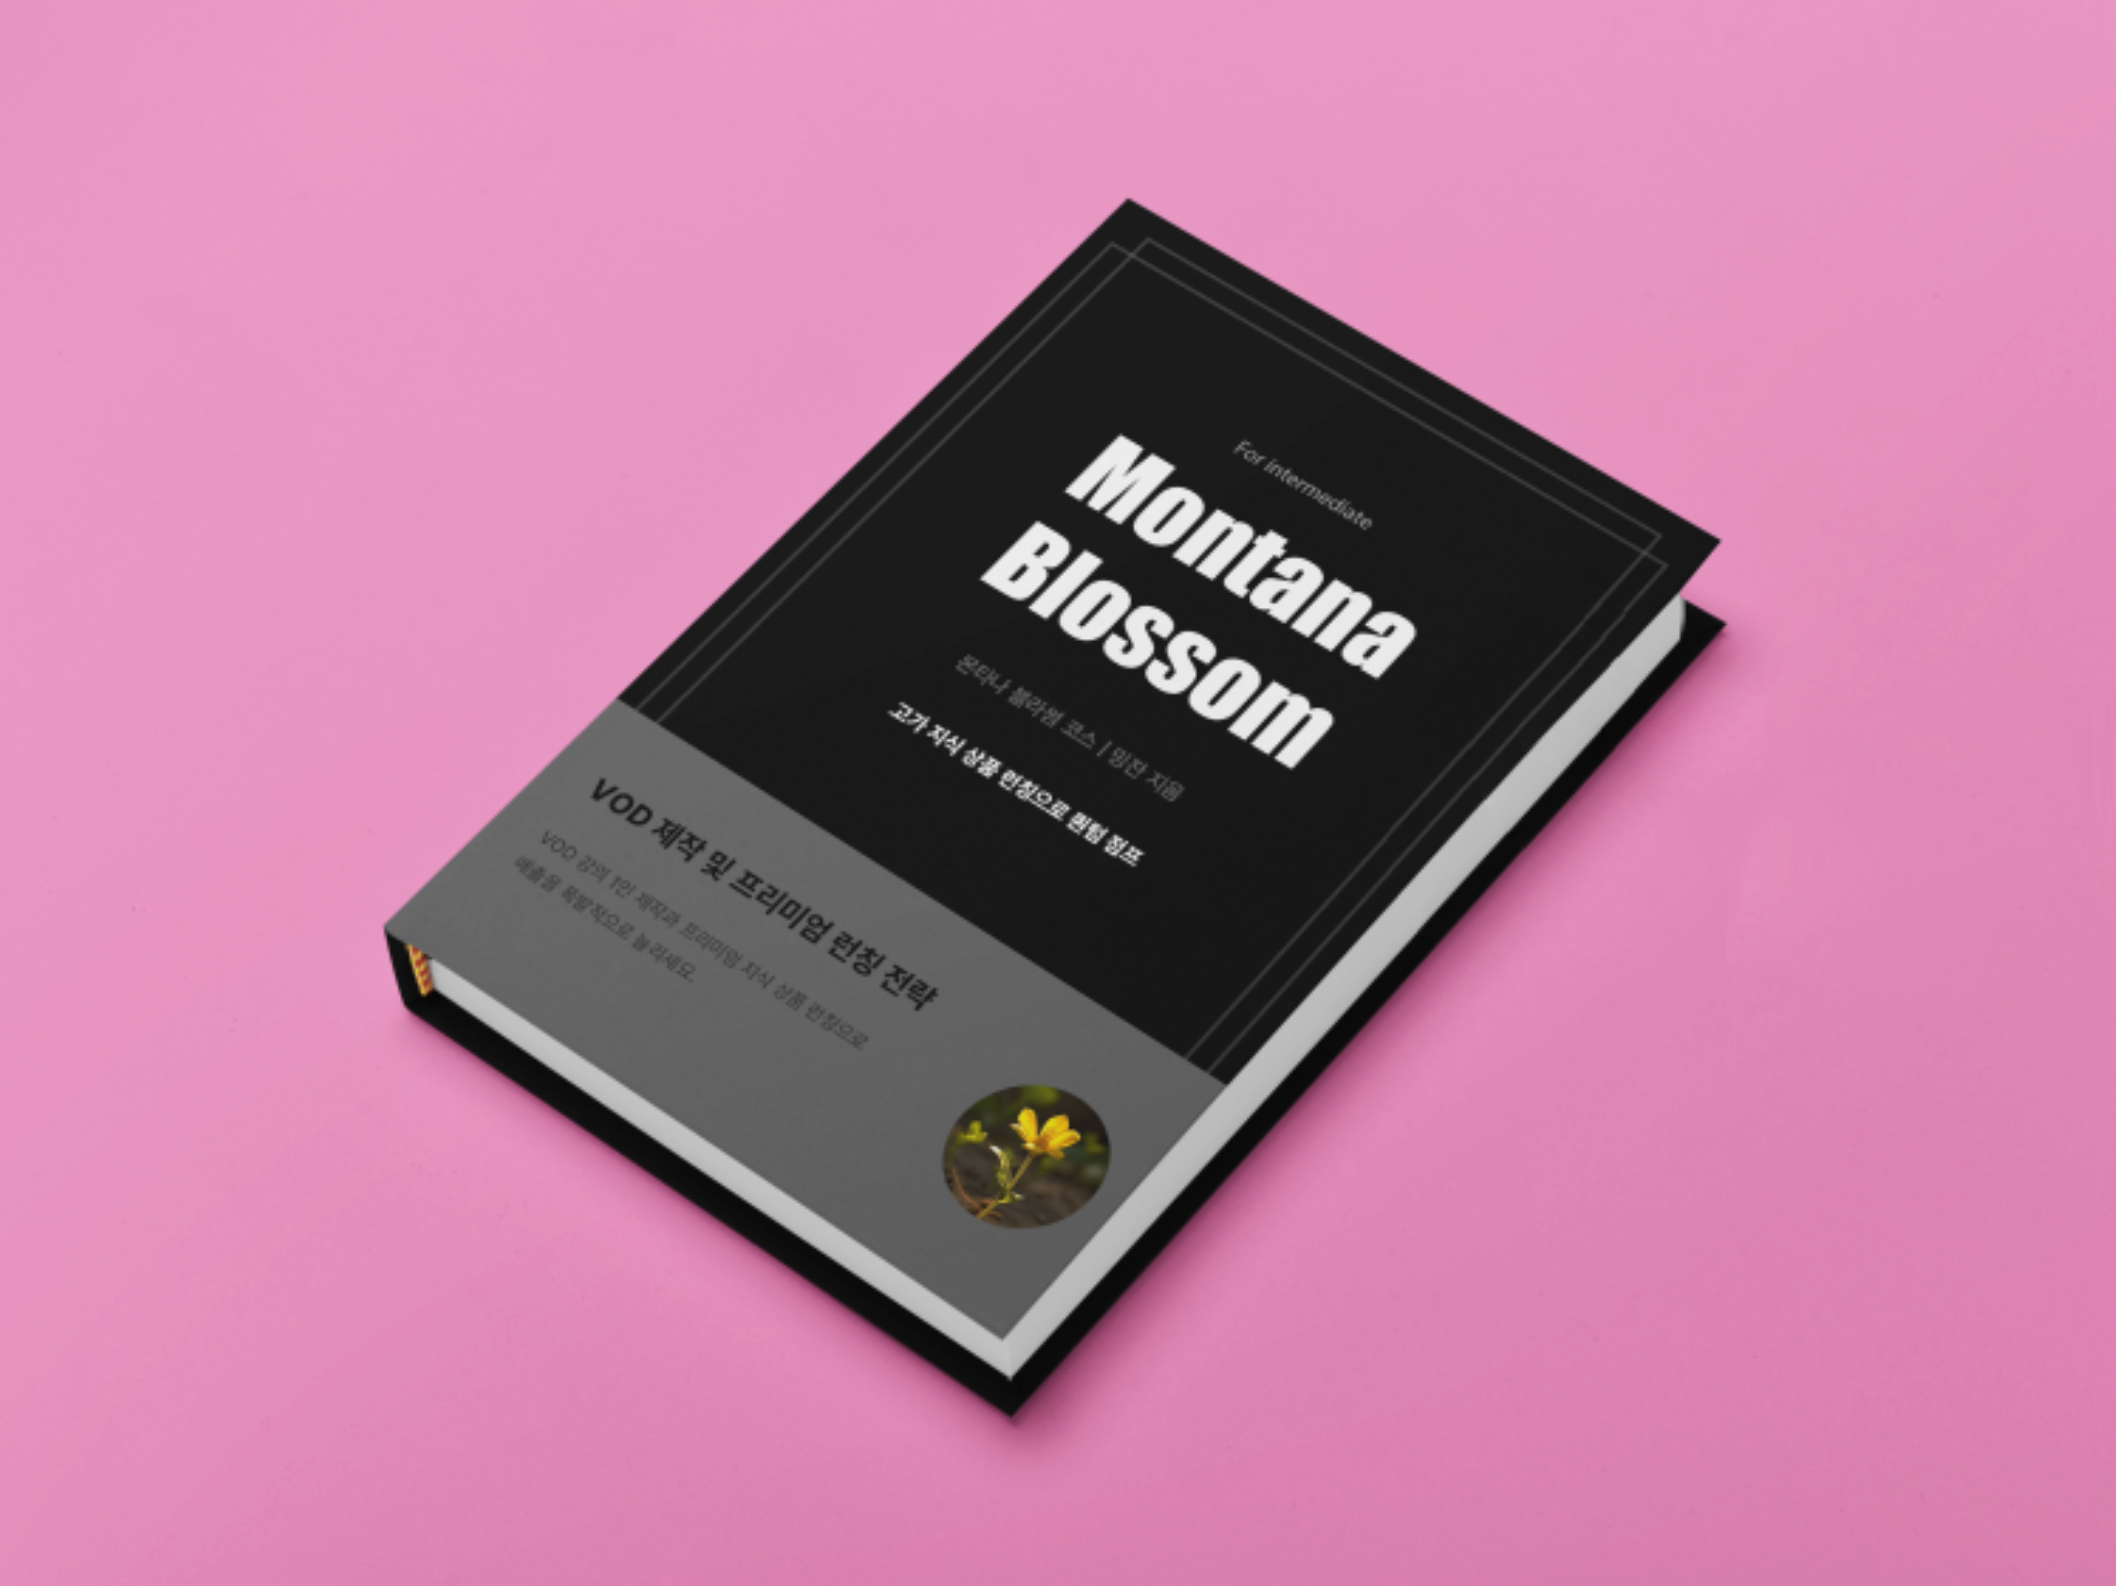 For intermediate
Montana
Blossom
몬타나 블라썸 코스 | 밍찬 지음
고가 지식 상품 런칭으로 퀀텀 점프
VOD 제작 및 프리미엄 런칭 전략
VOD 강의 1인 제작과 프리미엄 지식 상품 런칭으로
매출을 폭발적으로 늘리세요.